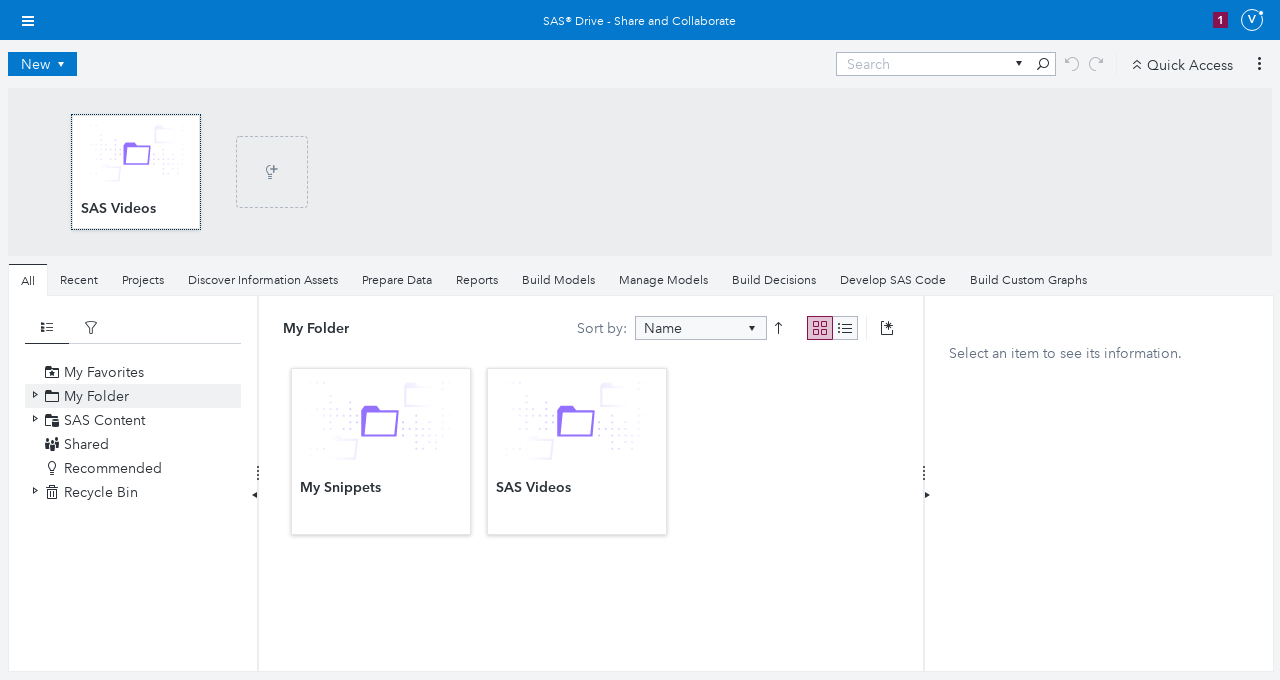 SAS® Drive - Share and Collaborate
1
V
New
Search
Quick Access
SAS Videos
All
Recent
Projects
Discover Information Assets
Prepare Data
Reports
Build Models
Manage Models
Build Decisions
Develop SAS Code
Build Custom Graphs
My Favorites
My Folder
SAS Content
Shared
Recommended
Recycle Bin
My Folder
Sort by:
Name
My Snippets
SAS Videos
Select an item to see its information.